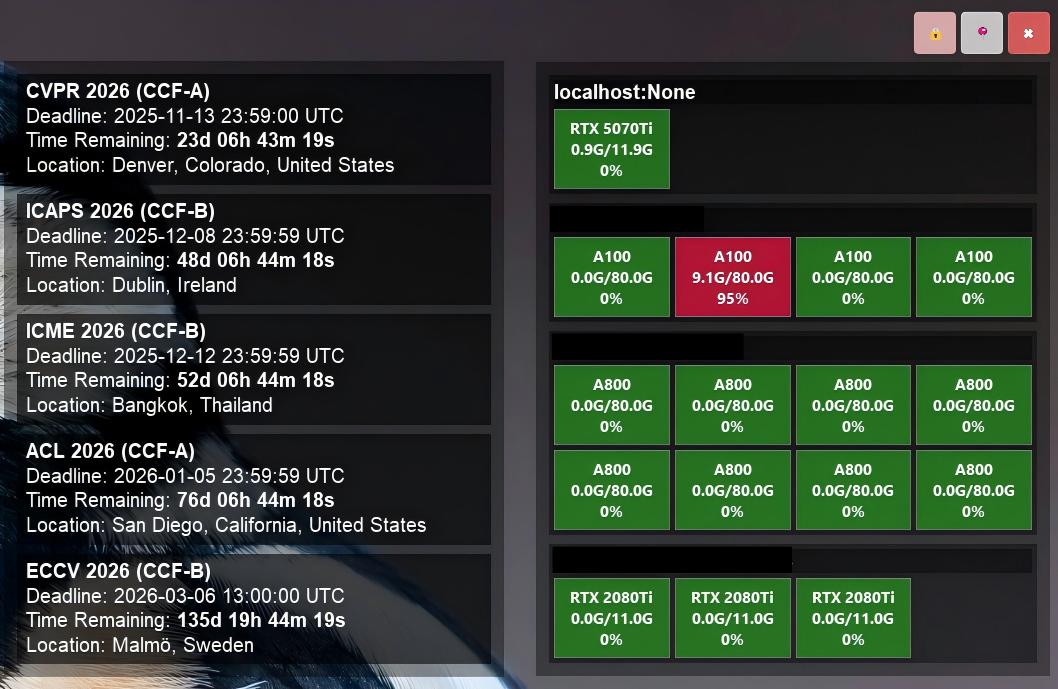 CVPR 2026 (CCF-A)
Deadline: 2025-11-13 23:59:00 UTC
Time Remaining: 23d 06h 43m 19s
Location: Denver, Colorado, United States
ICAPS 2026 (CCF-B)
Deadline: 2025-12-08 23:59:59 UTC
Time Remaining: 48d 06h 44m 18s
Location: Dublin, Ireland
ICME 2026 (CCF-B)
Deadline: 2025-12-12 23:59:59 UTC
Time Remaining: 52d 06h 44m 18s
Location: Bangkok, Thailand
ACL 2026 (CCF-A)
Deadline: 2026-01-05 23:59:59 UTC
Time Remaining: 76d 06h 44m 18s
Location: San Diego, California, United States
ECCV 2026 (CCF-B)
Deadline: 2026-03-06 13:00:00 UTC
Time Remaining: 135d 19h 44m 19s
Location: Malmö, Sweden
localhost:None
RTX 5070Ti
0.9G/11.9G
0%
A100 A100 A100 A100
0.0G/80.0G 9.1G/80.0G 0.0G/80.0G 0.0G/80.0G
0% 95% 0% 0%
A800 A800 A800 A800
0.0G/80.0G 0.0G/80.0G 0.0G/80.0G 0.0G/80.0G
0% 0% 0% 0%
A800 A800 A800 A800
0.0G/80.0G 0.0G/80.0G 0.0G/80.0G 0.0G/80.0G
0% 0% 0% 0%
RTX 2080Ti RTX 2080Ti RTX 2080Ti
0.0G/11.0G 0.0G/11.0G 0.0G/11.0G
0% 0% 0%